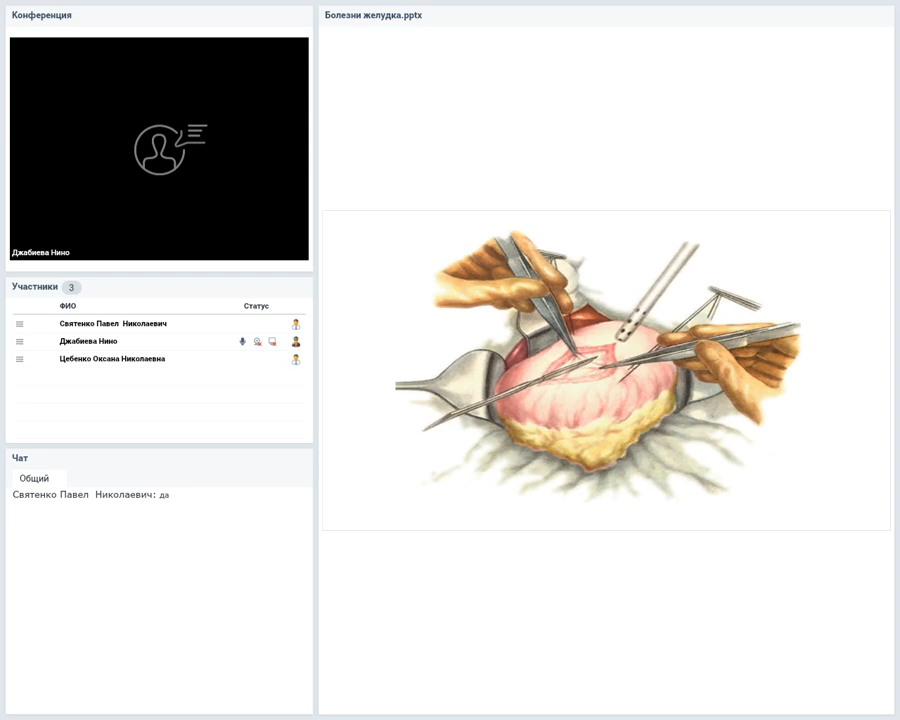 Конференция
Джабиева Нино
Участники 3
ФИО Статус
Святенко Павел Николаевич
Джабиева Нино
Цебенко Оксана Николаевна
Чат
Общий
Святенко Павел Николаевич: да
Болезни желудка.pptx